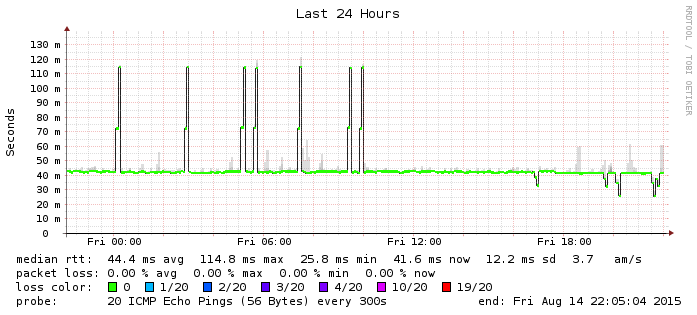 Last 24 Hours
RRDTOOL / TOBI OETIKER
Seconds
130 m
120 m
110 m
100 m
90 m
80 m
70 m
60 m
50 m
40 m
30 m
20 m
10 m
0
Fri 00:00 Fri 06:00 Fri 12:00 Fri 18:00
median rtt: 44.4 ms avg 114.8 ms max 25.8 ms min 41.6 ms now 12.2 ms sd 3.7 am/s
packet loss: 0.00 % avg 0.00 % max 0.00 % min 0.00 % now
loss color: 0 1/20 2/20 3/20 4/20 10/20 19/20
probe: 20 ICMP Echo Pings (56 Bytes) every 300s end: Fri Aug 14 22:05:04 2015